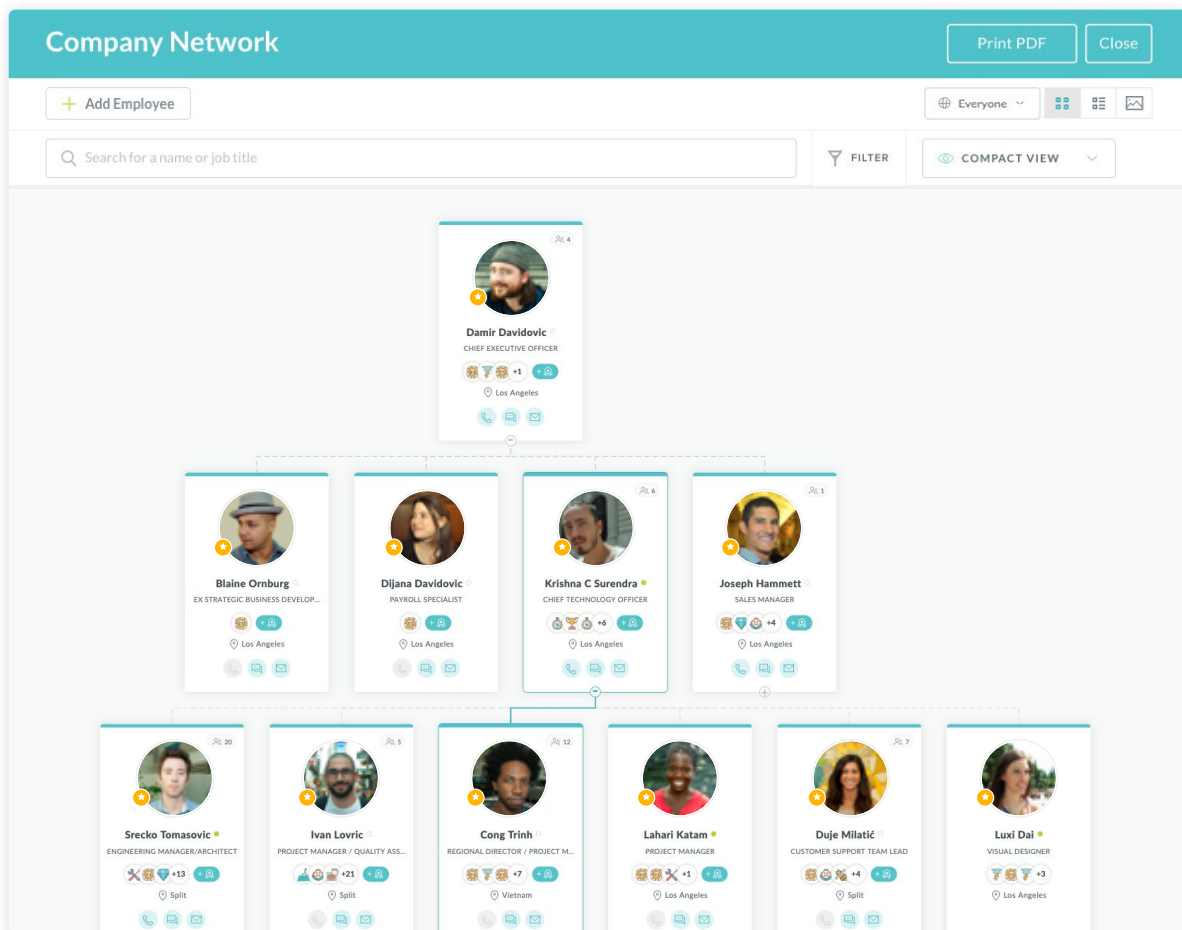 Company Network
Print PDF
Close
Add Employee
Everyone
Search for a name or job title
FILTER
COMPACT VIEW
4
Damir Davidovic
CHIEF EXECUTIVE OFFICER
+1
+
Los Angeles
Blaine Ornburg
EX STRATEGIC BUSINESS DEVELOP...
+
Los Angeles
Dijana Davidovic
PAYROLL SPECIALIST
+
Los Angeles
6
Krishna C Surendra
CHIEF TECHNOLOGY OFFICER
+6
+
Los Angeles
1
Joseph Hammett
SALES MANAGER
+4
+
Los Angeles
20
Srecko Tomasovic
ENGINEERING MANAGER/ARCHITECT
+13
+
Split
5
Ivan Lovric
PROJECT MANAGER / QUALITY ASS...
+21
+
Split
12
Cong Trinh
REGIONAL DIRECTOR / PROJECT M...
+7
+
Vietnam
Lahari Katam
PROJECT MANAGER
+1
+
Los Angeles
7
Duje Milatić
CUSTOMER SUPPORT TEAM LEAD
+4
+
Split
Luxi Dai
VISUAL DESIGNER
+3
Los Angeles